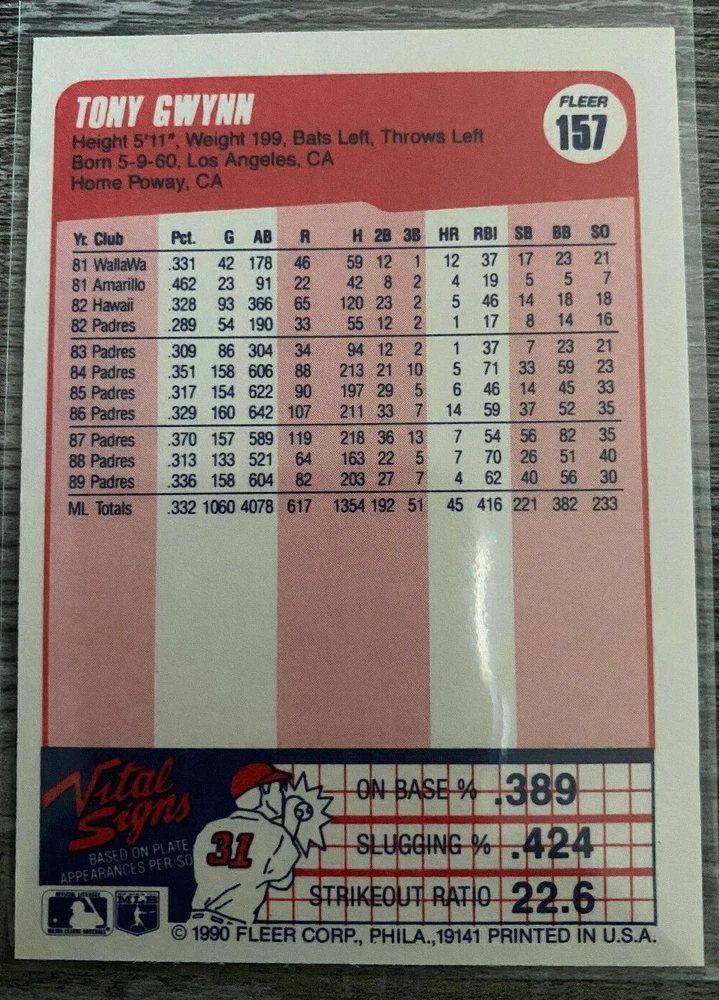 TONY GWYNN
FLEER
157
Height 5'11", Weight 199, Bats Left, Throws Left
Born 5-9-60, Los Angeles, CA
Home Poway, CA
Yr. Club Pct. G AB R H 2B 3B HR RBI SB BB SO
81 WallaWa .331 42 178 46 59 12 1 12 37 17 23 21
81 Amarillo .462 23 91 22 42 8 2 4 19 5 5 7
82 Hawaii .328 93 366 65 120 23 2 5 46 14 18 18
82 Padres .289 54 190 33 55 12 2 1 17 8 14 16
83 Padres .309 86 304 34 94 12 2 1 37 7 23 21
84 Padres .351 158 606 88 213 21 10 5 71 33 59 23
85 Padres .317 154 622 90 197 29 5 6 46 14 45 33
86 Padres .329 160 642 107 211 33 7 14 59 37 52 35
87 Padres .370 157 589 119 218 36 13 7 54 56 82 35
88 Padres .313 133 521 64 163 22 5 7 70 26 51 40
89 Padres .336 158 604 82 203 27 7 4 62 40 56 30
ML Totals .332 1060 4078 617 1354 192 51 45 416 221 382 233
Vital
Signs
BASED ON PLATE
APPEARANCES PER/SO
31
ON BASE % .389
SLUGGING % .424
STRIKEOUT RATIO 22.6
OFFICIAL LICENSEE
MAJOR LEAGUE BASEBALL
© 1990 FLEER CORP., PHILA.,19141 PRINTED IN U.S.A.